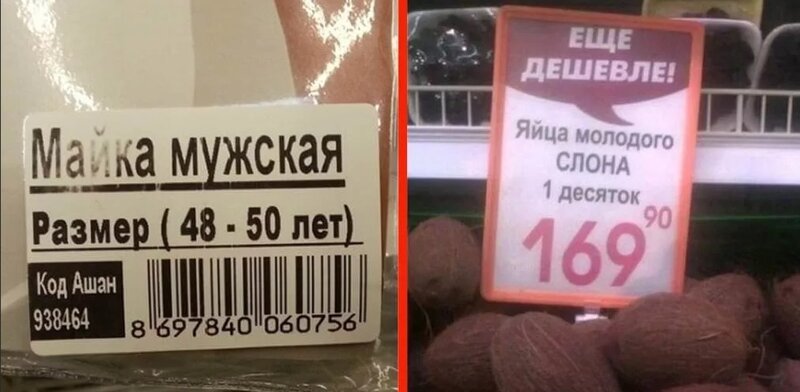 Майка мужская
Размер ( 48 - 50 лет)
Код Ашан
938464
8 697840 060756
ЕЩЕ
ДЕШЕВЛЕ!
Яйца молодого
СЛОНА
1 десяток
169 90